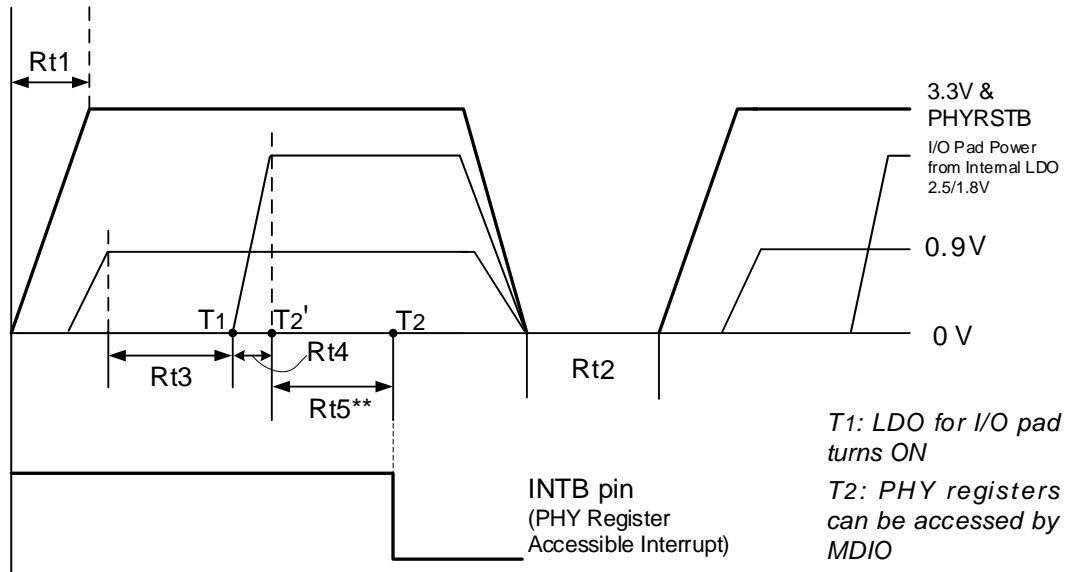 Rt1
3.3V &
PHYRSTB
I/O Pad Power
from Internal LDO
2.5/1.8V
0.9V
T1
T2'
T2
0 V
Rt3
Rt4
Rt2
Rt5**
T1: LDO for I/O pad
turns ON
T2: PHY registers
can be accessed by
MDIO
INTB pin
(PHY Register
Accessible Interrupt)